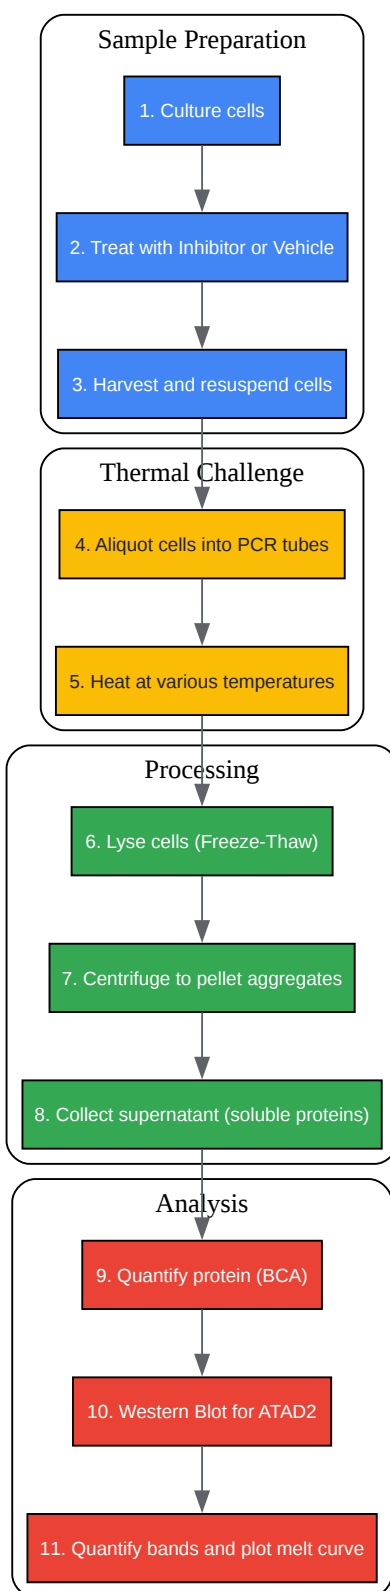 Sample Preparation
1. Culture cells
2. Treat with Inhibitor or Vehicle
3. Harvest and resuspend cells
Thermal Challenge
4. Aliquot cells into PCR tubes
5. Heat at various temperatures
Processing
6. Lyse cells (Freeze-Thaw)
7. Centrifuge to pellet aggregates
8. Collect supernatant (soluble proteins)
Analysis
9. Quantify protein (BCA)
10. Western Blot for ATAD2
11. Quantify bands and plot melt curve